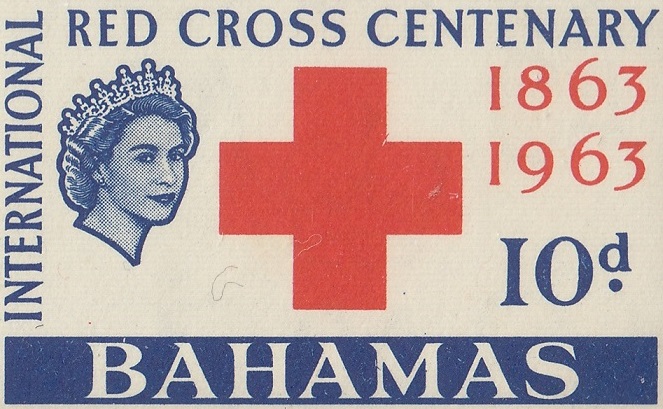 INTERNATIONAL
RED CROSS CENTENARY
1863
1963
10d.
BAHAMAS